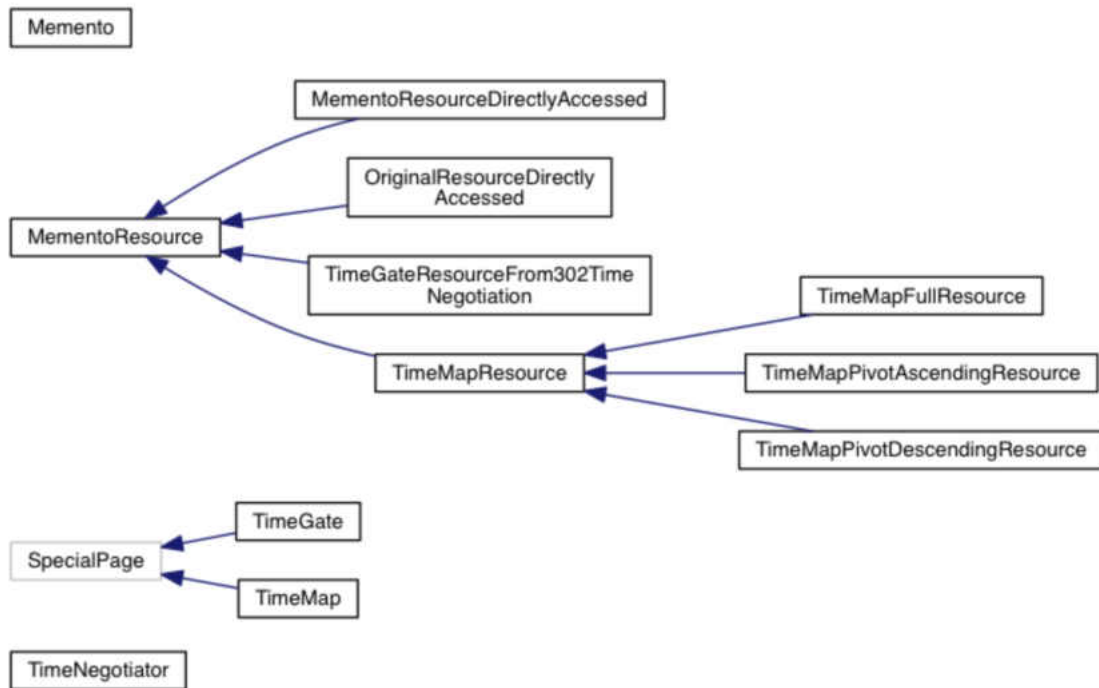 Memento
MementoResourceDirectlyAccessed
OriginalResourceDirectly
Accessed
MementoResource
TimeGateResourceFrom302Time
Negotiation
TimeMapFullResource
TimeMapResource
TimeMapPivotAscendingResource
TimeMapPivotDescendingResource
TimeGate
SpecialPage
TimeMap
TimeNegotiator